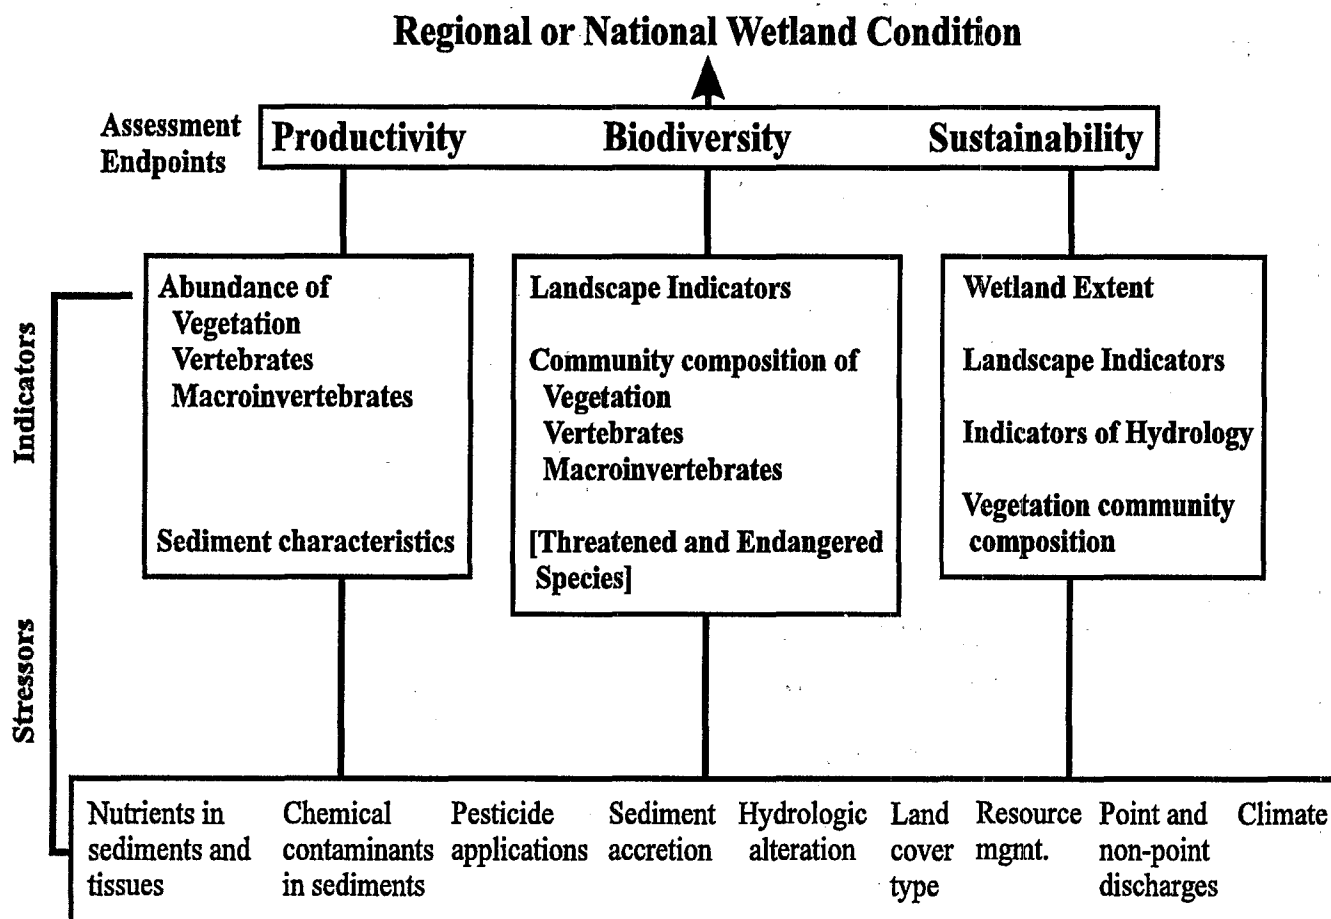 Regional or National Wetland Condition
Assessment
Endpoints
Productivity
Biodiversity
Sustainability
Indicators
Stressors
Abundance of
Vegetation
Vertebrates
Macroinvertebrates
Sediment characteristics
Landscape Indicators
Community composition of
Vegetation
Vertebrates
Macroinvertebrates
[Threatened and Endangered
Species]
Wetland Extent
Landscape Indicators
Indicators of Hydrology
Vegetation community
composition
Nutrients in
sediments and
tissues
Chemical
contaminants
in sediments
Pesticide
applications
Sediment
accretion
Hydrologic
alteration
Land
cover
type
Resource
mgmt.
Point and
non-point
discharges
Climate